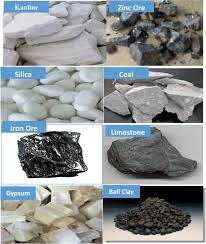 Kaoline
Zinc Ore
Silica
Coal
Iron Ore
Limestone
Gypsum
Ball Clay